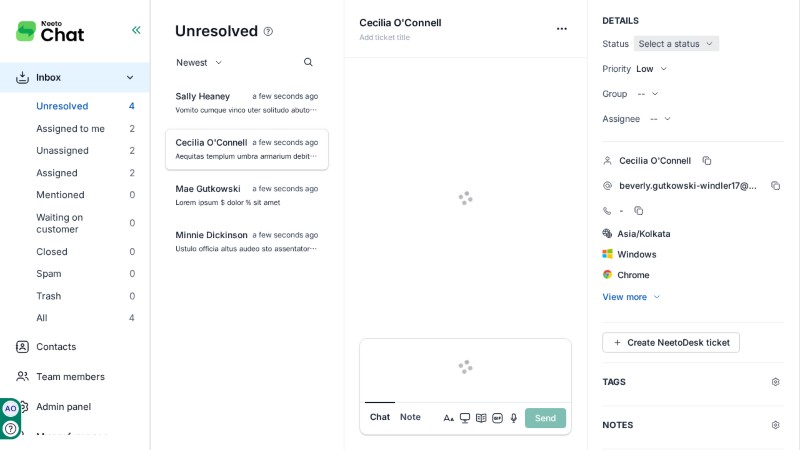 Neeto
Chat
Inbox
Unresolved 4
Assigned to me 2
Unassigned 2
Assigned 2
Mentioned 0
Waiting on
customer 0
Closed 0
Spam 0
Trash 0
All 4
Contacts
Team members
Admin panel
AO
Unresolved
Newest
Sally Heaney a few seconds ago
Vomito cumque vinco uter solitudo abuto···
Cecilia O'Connell a few seconds ago
Aequitas templum umbra armarium debit···
Mae Gutkowski a few seconds ago
Lorem ipsum $ dolor % sit amet
Minnie Dickinson a few seconds ago
Ustulo officia altus audeo sto assentator···
Cecilia O'Connell
Add ticket title
Chat Note
GIF
Send
DETAILS
Status Select a status
Priority Low
Group --
Assignee --
Cecilia O'Connell
beverly.gutkowski-windler17@...
-
Asia/Kolkata
Windows
Chrome
View more
+ Create NeetoDesk ticket
TAGS
NOTES